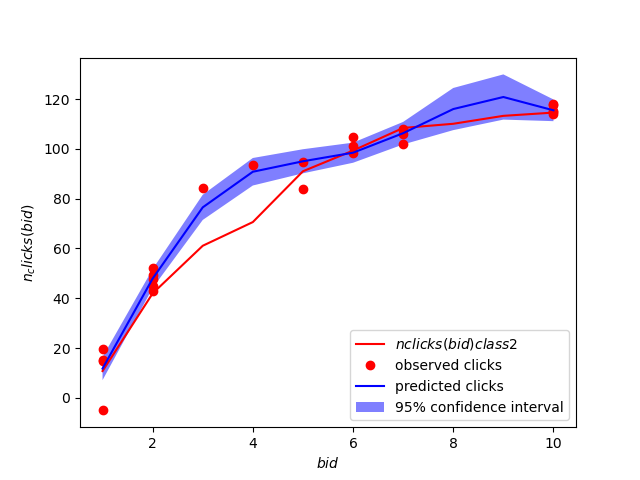 120
100
80
60
40
20
0
n_clicks(bid)
2
4
6
8
10
bid
nclicks(bid)class2
observed clicks
predicted clicks
95% confidence interval